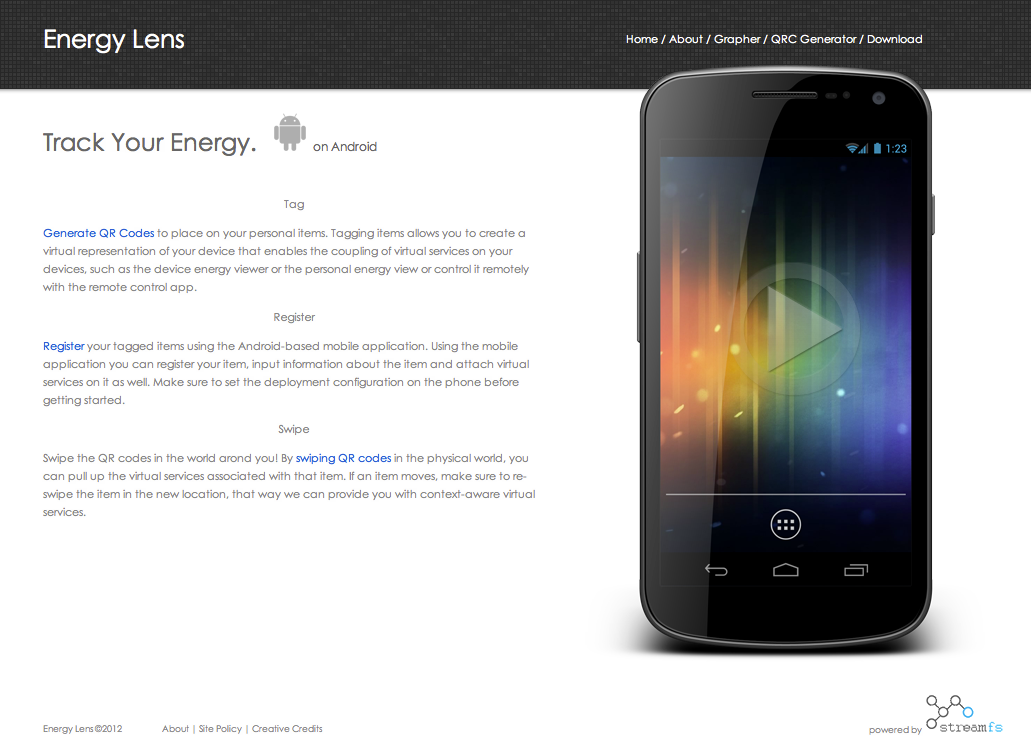 Energy Lens
Home / About / Grapher / QRC Generator / Download
Track Your Energy.
on Android
1:23
Tag
Generate QR Codes to place on your personal items. Tagging items allows you to create a
virtual representation of your device that enables the coupling of virtual services on your
devices, such as the device energy viewer or the personal energy view or control it remotely
with the remote control app.
Register
Register your tagged items using the Android-based mobile application. Using the mobile
application you can register your item, input information about the item and attach virtual
services on it as well. Make sure to set the deployment configuration on the phone before
getting started.
Swipe
Swipe the QR codes in the world arond you! By swiping QR codes in the physical world, you
can pull up the virtual services associated with that item. If an item moves, make sure to re-
swipe the item in the new location, that way we can provide you with context-aware virtual
services.
Energy Lens©2012
About | Site Policy | Creative Credits
powered by streamfs